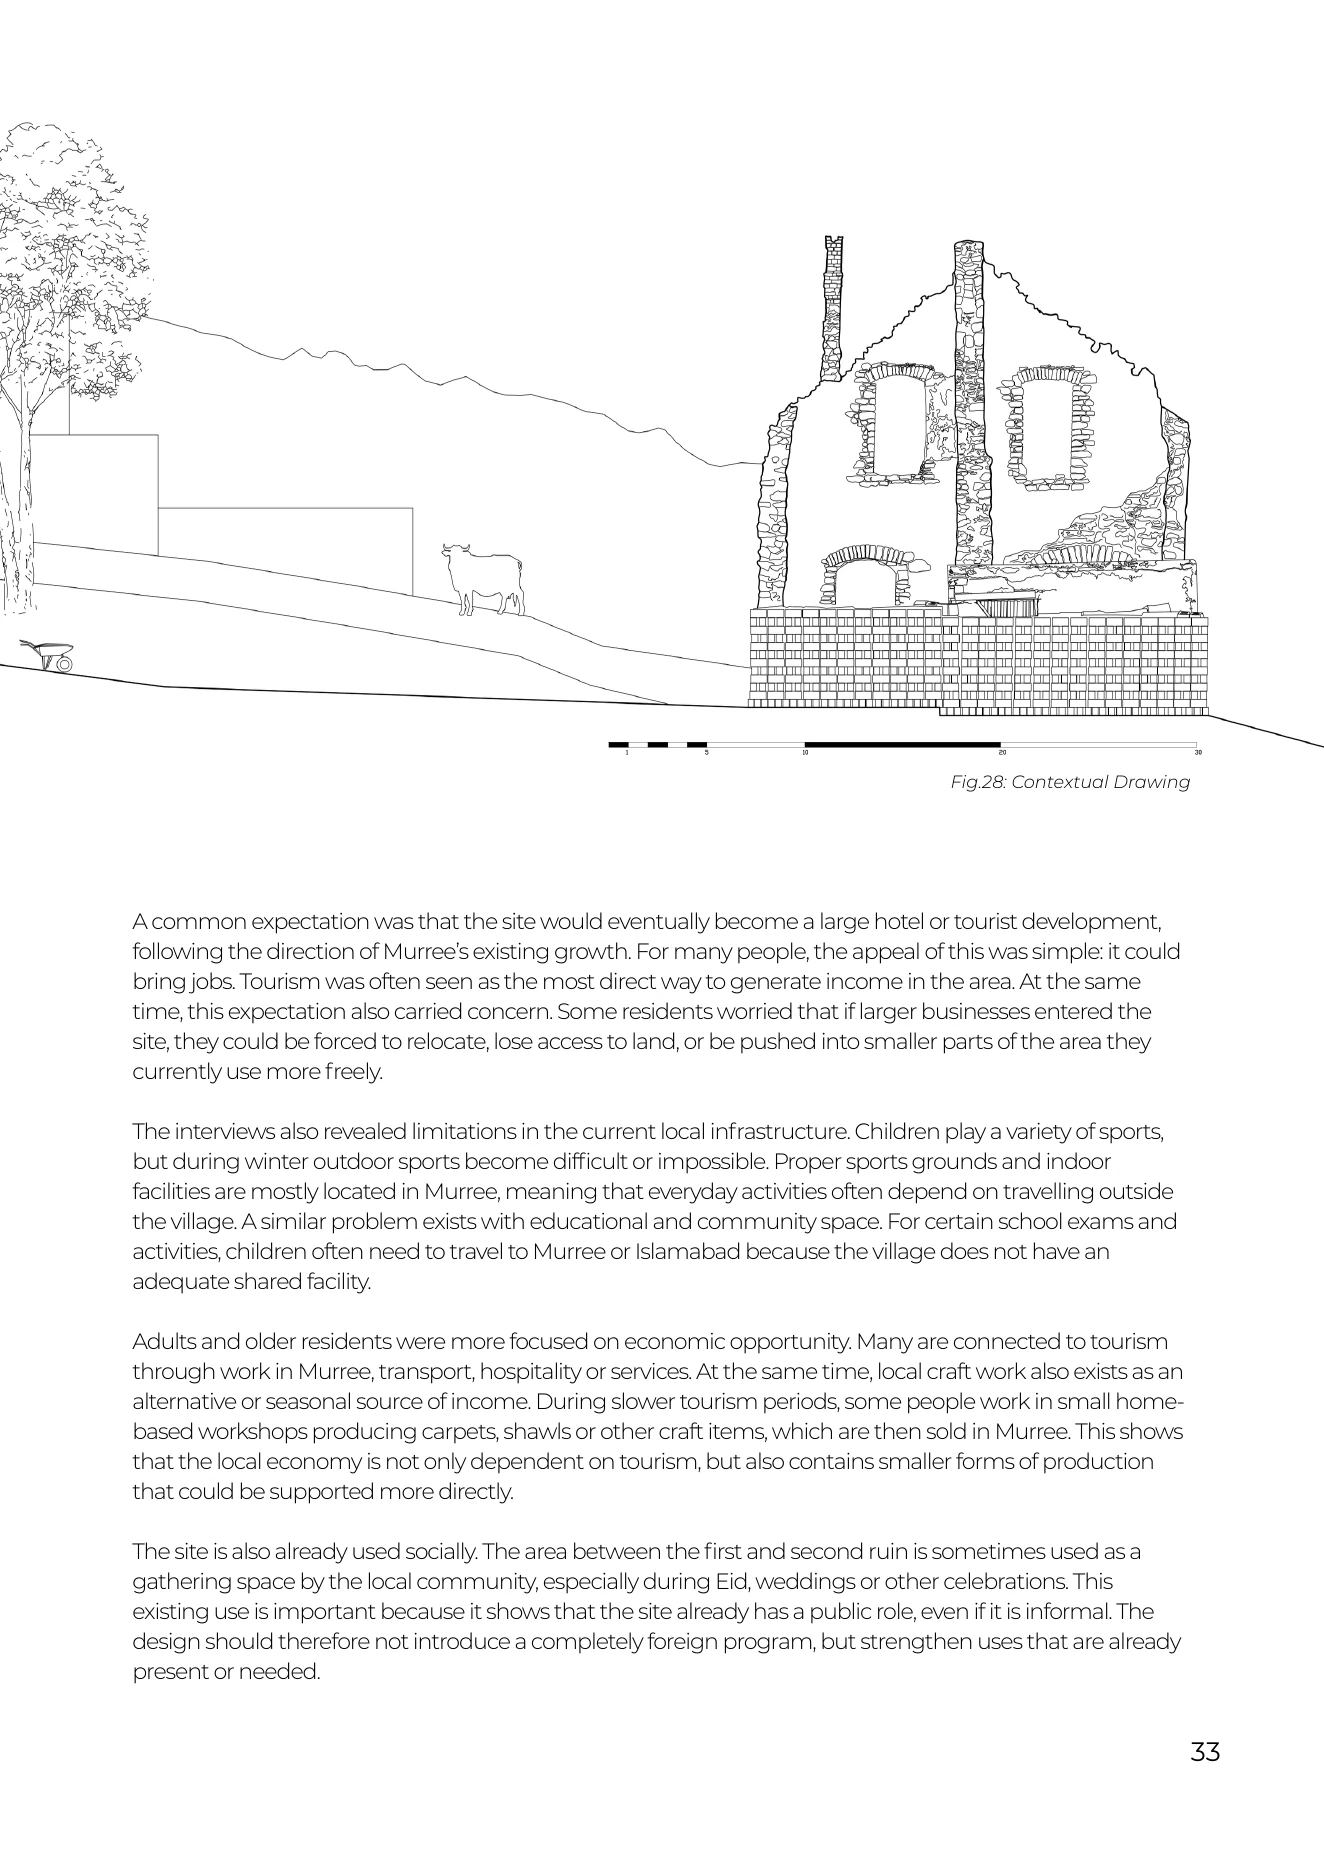 1 5 10 20 30
Fig.28: Contextual Drawing
A common expectation was that the site would eventually become a large hotel or tourist development,
following the direction of Murree's existing growth. For many people, the appeal of this was simple: it could
bring jobs. Tourism was often seen as the most direct way to generate income in the area. At the same
time, this expectation also carried concern. Some residents worried that if larger businesses entered the
site, they could be forced to relocate, lose access to land, or be pushed into smaller parts of the area they
currently use more freely.
The interviews also revealed limitations in the current local infrastructure. Children play a variety of sports,
but during winter outdoor sports become difficult or impossible. Proper sports grounds and indoor
facilities are mostly located in Murree, meaning that everyday activities often depend on travelling outside
the village. A similar problem exists with educational and community space. For certain school exams and
activities, children often need to travel to Murree or Islamabad because the village does not have an
adequate shared facility.
Adults and older residents were more focused on economic opportunity. Many are connected to tourism
through work in Murree, transport, hospitality or services. At the same time, local craft work also exists as an
alternative or seasonal source of income. During slower tourism periods, some people work in small home-
based workshops producing carpets, shawls or other craft items, which are then sold in Murree. This shows
that the local economy is not only dependent on tourism, but also contains smaller forms of production
that could be supported more directly.
The site is also already used socially. The area between the first and second ruin is sometimes used as a
gathering space by the local community, especially during Eid, weddings or other celebrations. This
existing use is important because it shows that the site already has a public role, even if it is informal. The
design should therefore not introduce a completely foreign program, but strengthen uses that are already
present or needed.
33